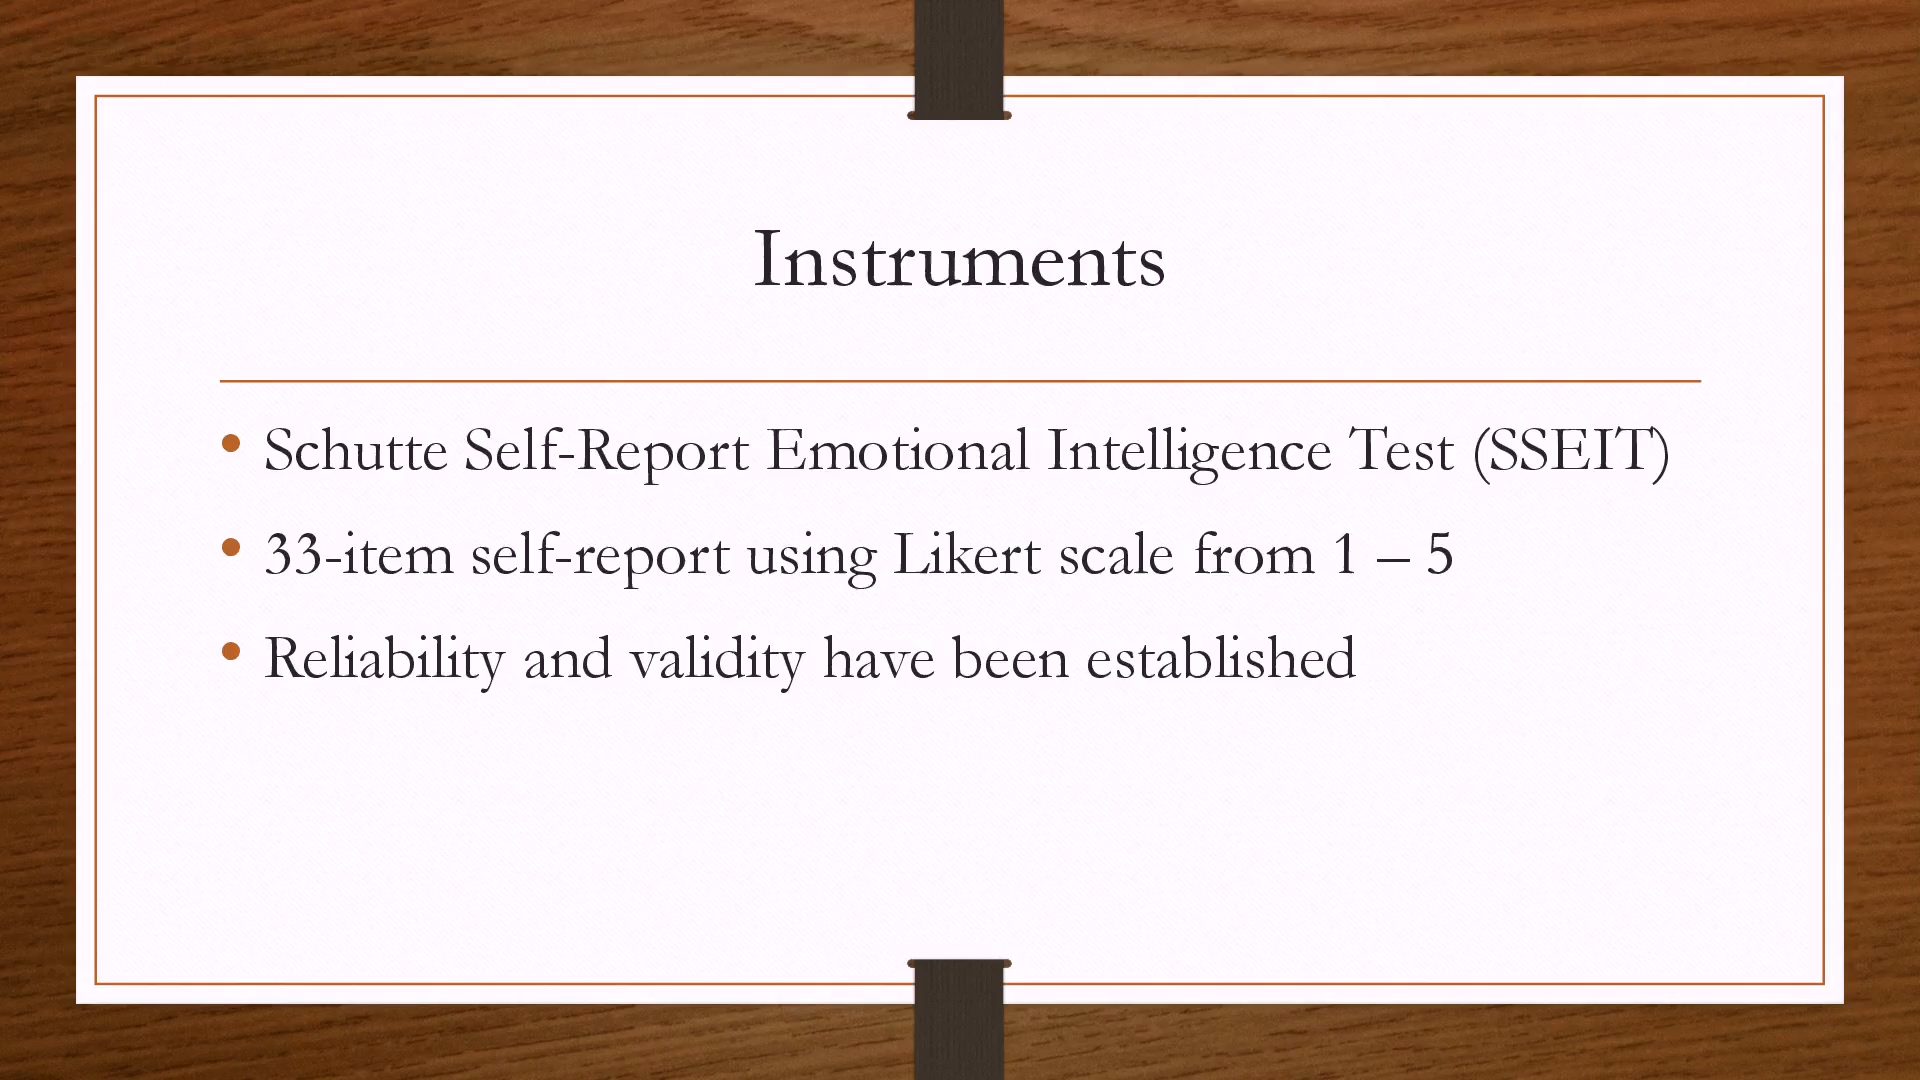 Instruments
• Schutte Self-Report Emotional Intelligence Test (SSEIT)
• 33-item self-report using Likert scale from 1 – 5
• Reliability and validity have been established